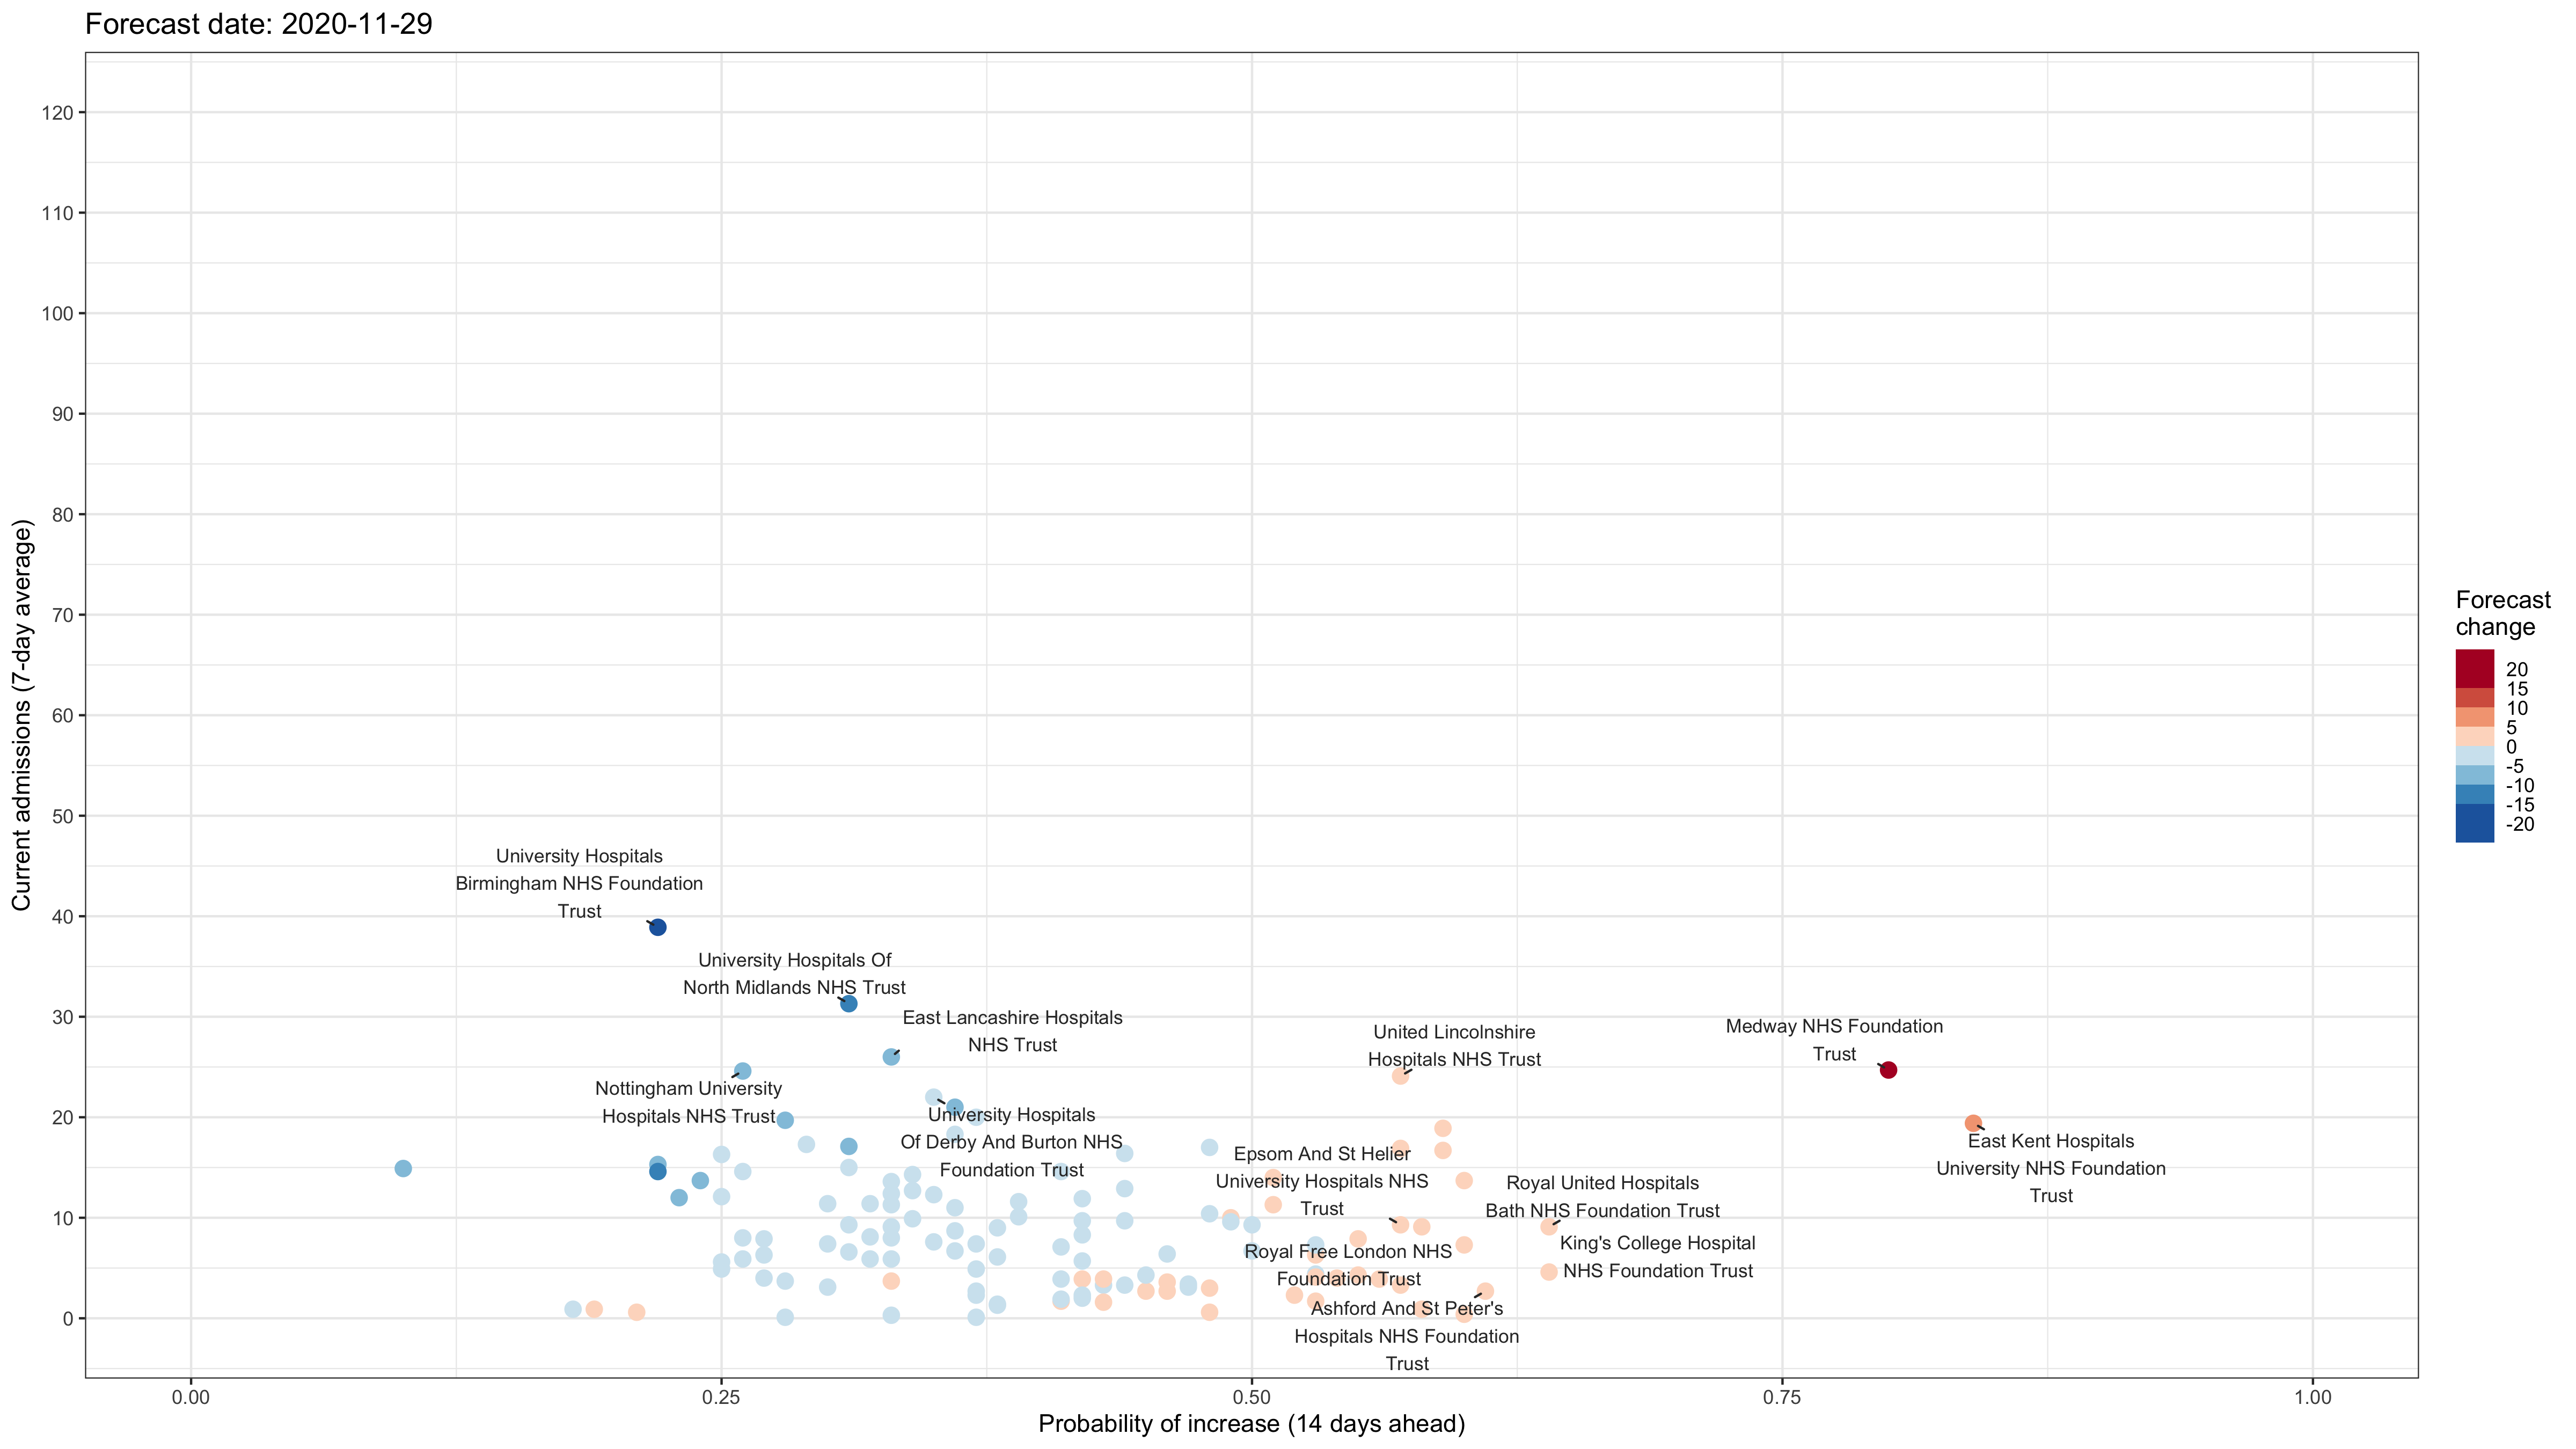 Forecast date: 2020-11-29
Current admissions (7-day average)
120
110
100
90
80
70
60
50
40
30
20
10
0
University Hospitals
Birmingham NHS Foundation
Trust
University Hospitals Of
North Midlands NHS Trust
East Lancashire Hospitals
NHS Trust
Nottingham University
Hospitals NHS Trust
University Hospitals
Of Derby And Burton NHS
Foundation Trust
United Lincolnshire
Hospitals NHS Trust
Medway NHS Foundation
Trust
East Kent Hospitals
University NHS Foundation
Trust
Epsom And St Helier
University Hospitals NHS
Trust
Royal United Hospitals
Bath NHS Foundation Trust
King's College Hospital
NHS Foundation Trust
Royal Free London NHS
Foundation Trust
Ashford And St Peter's
Hospitals NHS Foundation
Trust
0.00
0.25
0.50
0.75
1.00
Probability of increase (14 days ahead)
Forecast
change
20
15
10
5
0
-5
-10
-15
-20